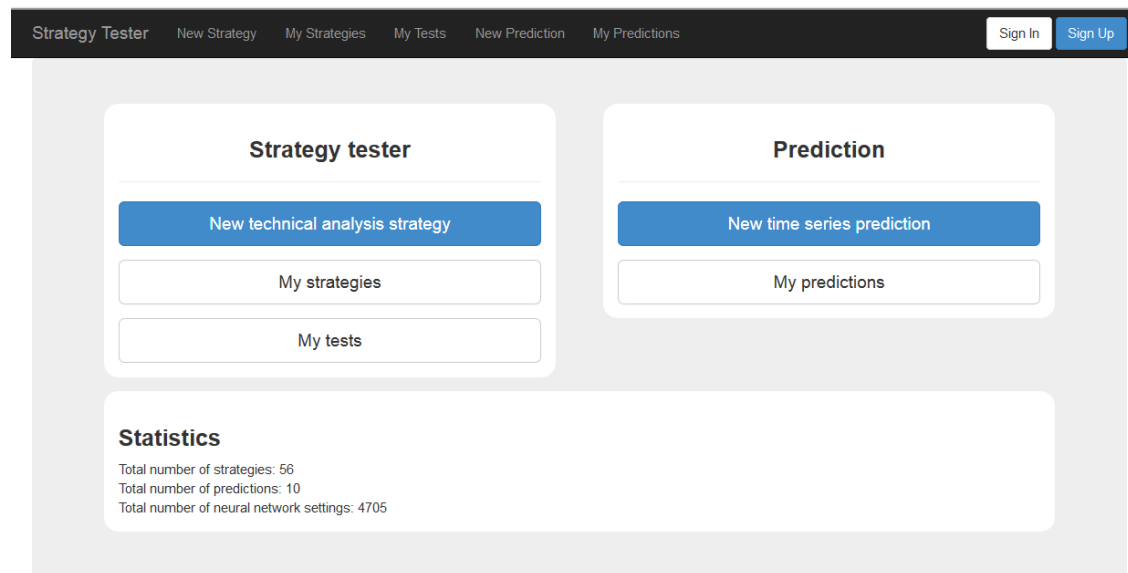 Strategy Tester New Strategy My Strategies My Tests New Prediction My Predictions Sign In Sign Up
Strategy tester
New technical analysis strategy
My strategies
My tests
Prediction
New time series prediction
My predictions
Statistics
Total number of strategies: 56
Total number of predictions: 10
Total number of neural network settings: 4705